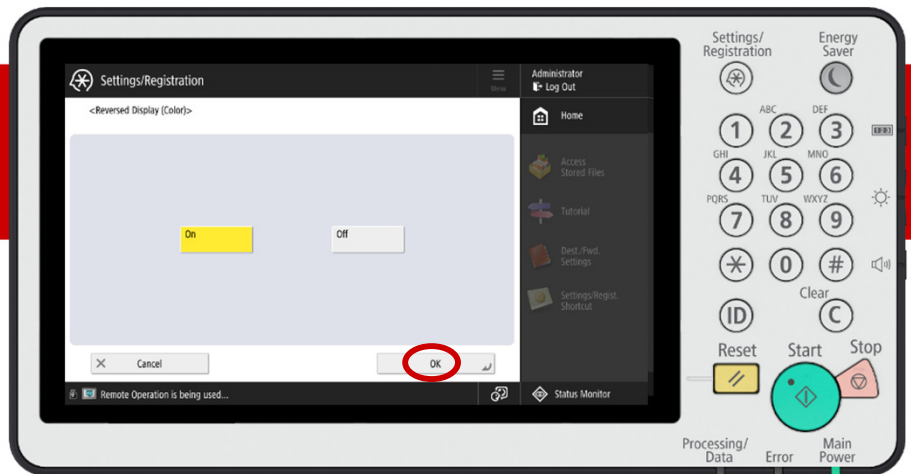 Settings/Registration
Menu
Administrator
Log Out
<Reversed Display (Color)>
Home
Access
Stored Files
Tutorial
Dest./Fwd.
Settings
Settings/Regist.
Shortcut
On
Off
Cancel
OK
Remote Operation is being used...
Status Monitor
Settings/
Registration
Energy
Saver
ABC
DEF
1
2
3
GHI
JKL
MNO
4
5
6
PQRS
TUV
WXYZ
7
8
9
0
#
Clear
ID
C
Reset
Start
Stop
Processing/
Data
Error
Main
Power